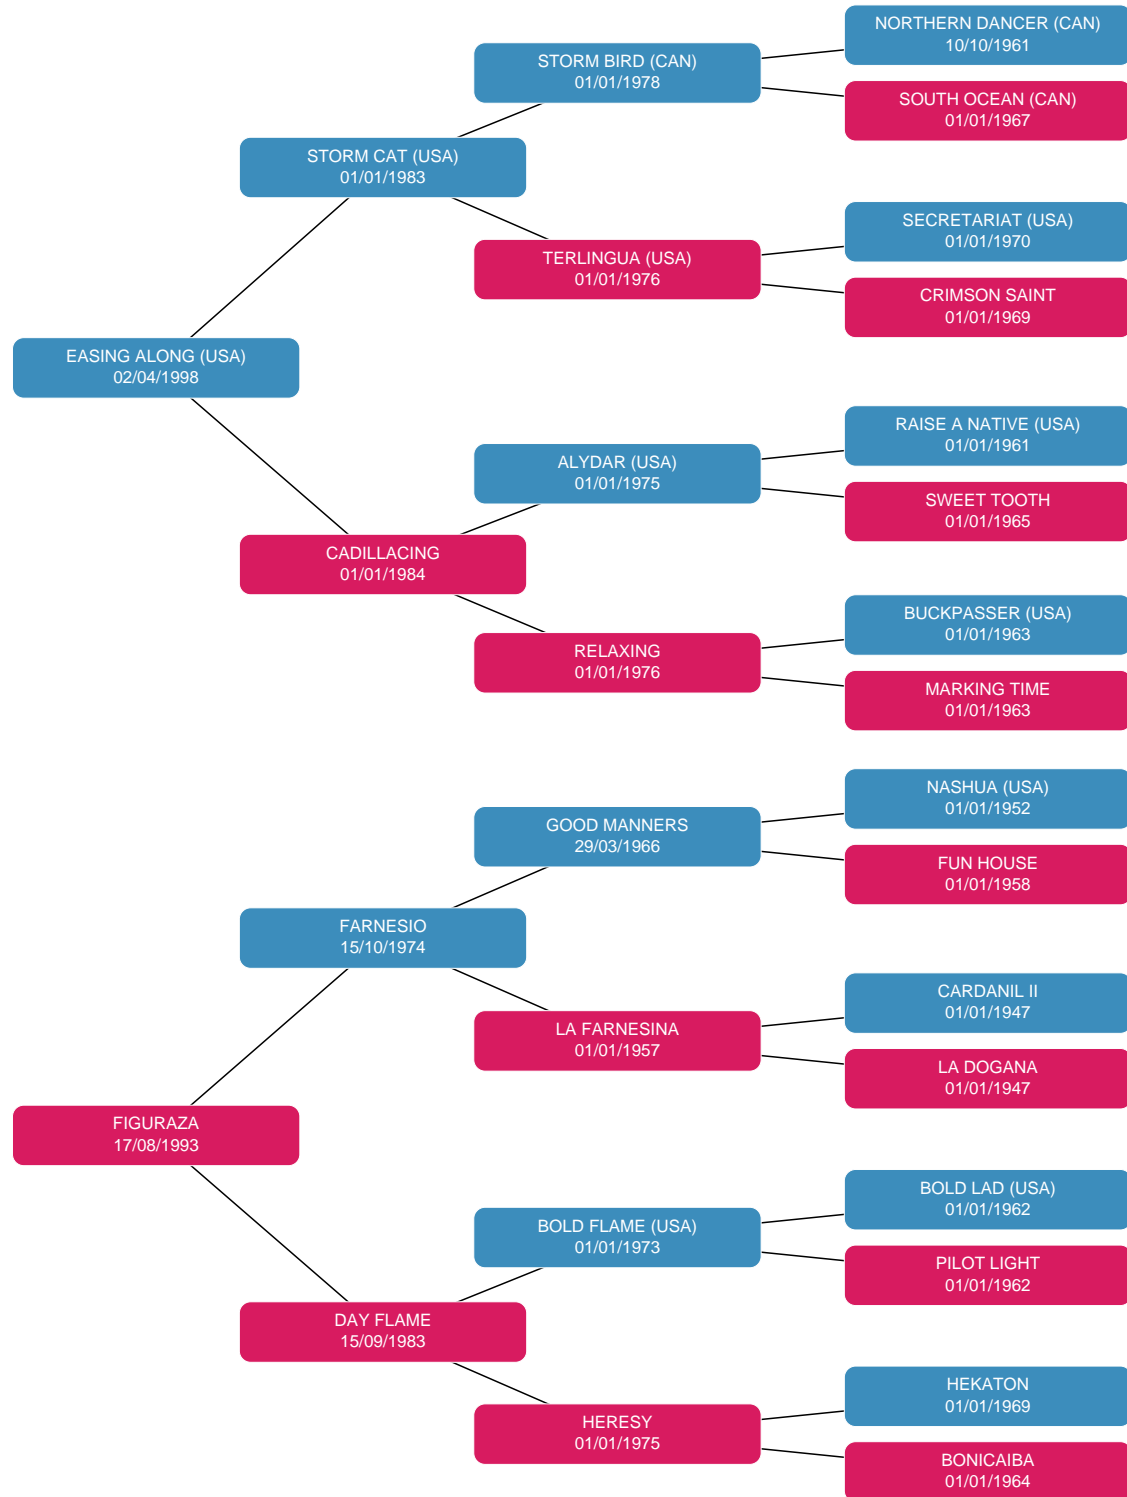 NORTHERN DANCER (CAN)
10/10/1961
STORM BIRD (CAN)
01/01/1978
SOUTH OCEAN (CAN)
01/01/1967
STORM CAT (USA)
01/01/1983
SECRETARIAT (USA)
01/01/1970
TERLINGUA (USA)
01/01/1976
CRIMSON SAINT
01/01/1969
EASING ALONG (USA)
02/04/1998
RAISE A NATIVE (USA)
01/01/1961
ALYDAR (USA)
01/01/1975
SWEET TOOTH
01/01/1965
CADILLACING
01/01/1984
BUCKPASSER (USA)
01/01/1963
RELAXING
01/01/1976
MARKING TIME
01/01/1963
NASHUA (USA)
01/01/1952
GOOD MANNERS
29/03/1966
FUN HOUSE
01/01/1958
FARNESIO
15/10/1974
CARDANIL II
01/01/1947
LA FARNESINA
01/01/1957
LA DOGANA
01/01/1947
FIGURAZA
17/08/1993
BOLD LAD (USA)
01/01/1962
BOLD FLAME (USA)
01/01/1973
PILOT LIGHT
01/01/1962
DAY FLAME
15/09/1983
HEKATON
01/01/1969
HERESY
01/01/1975
BONICAIBA
01/01/1964